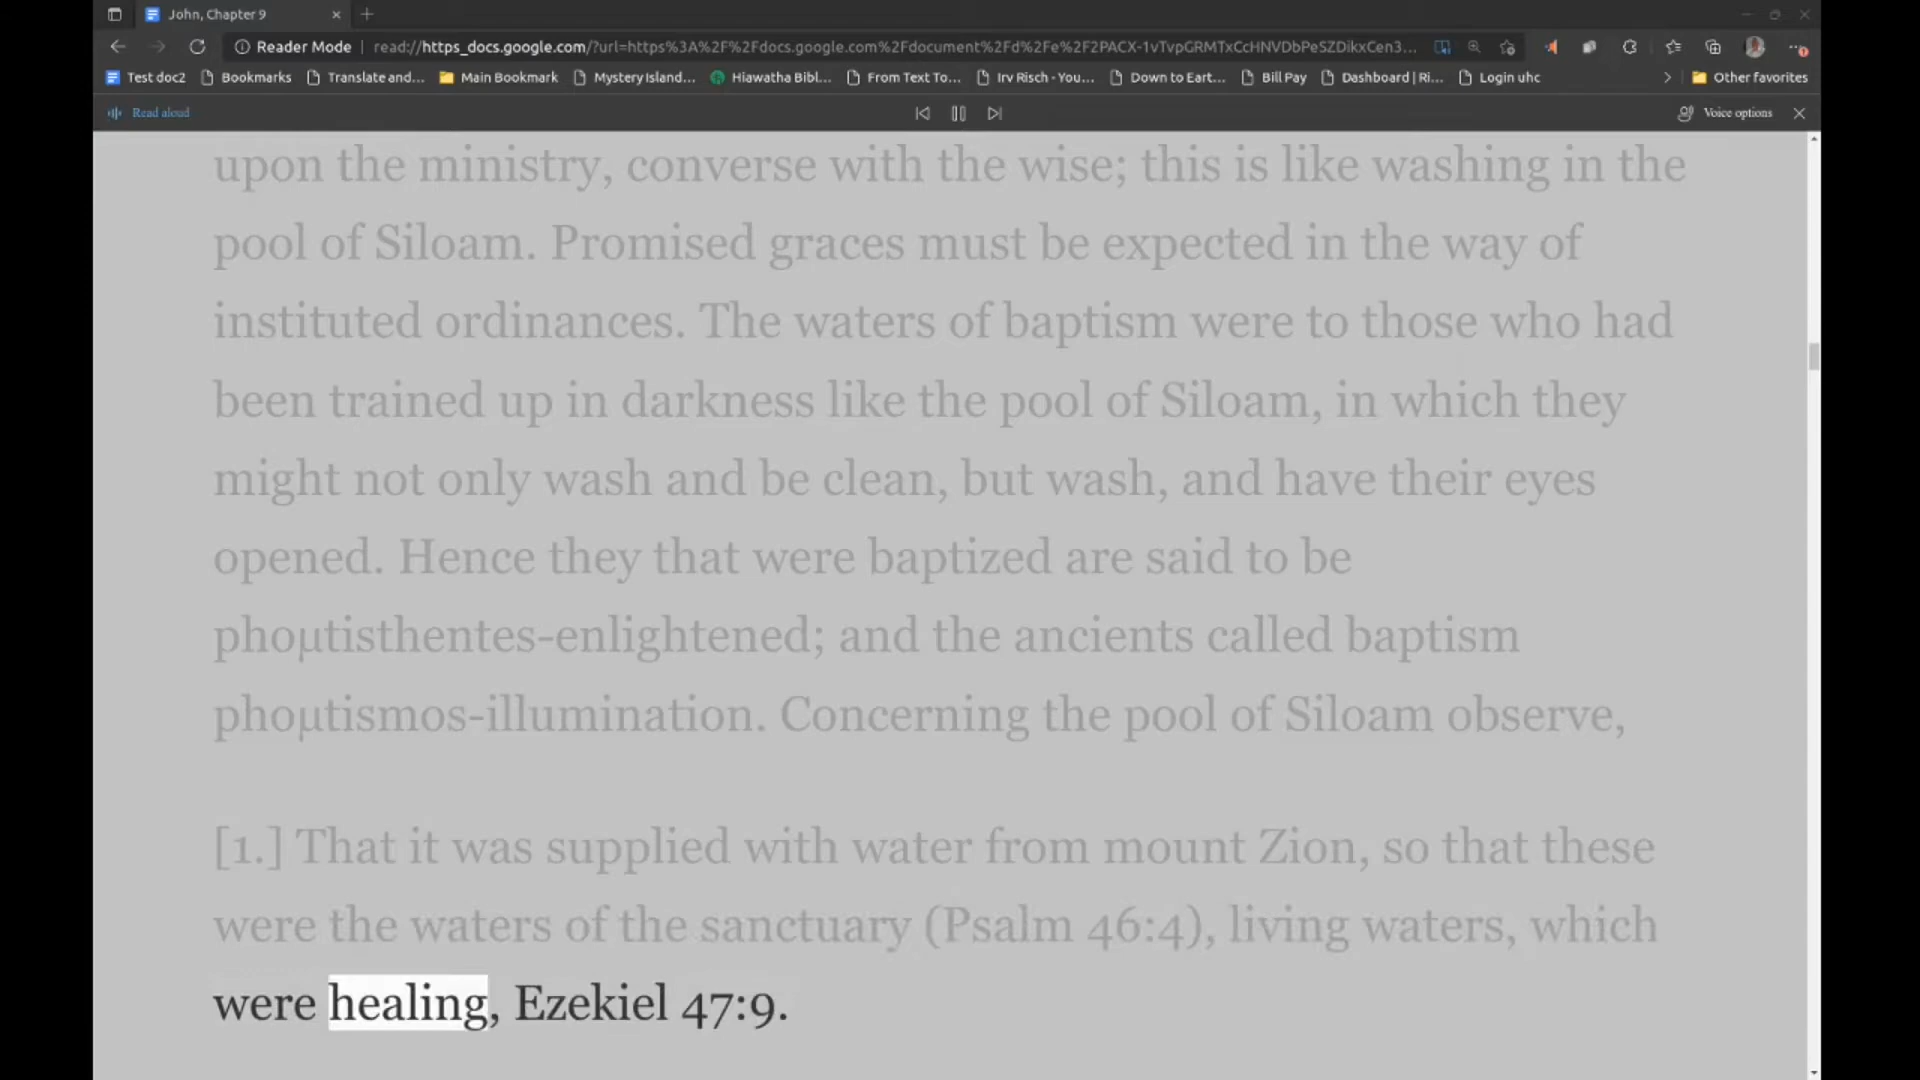 John, Chapter 9
Reader Mode read://https_docs.google.com/?url=https%3A%2F%2Fdocs.google.com%2Fdocument%2Fd%2Fe%2F2PACX-1vTvpGRMTxCcHNVDbPeSZDikxCen3...
Test doc2 Bookmarks Translate and... Main Bookmark Mystery Island... Hiawatha Bibl... From Text To... Irv Risch - You... Down to Eart... Bill Pay Dashboard | Ri... Login uhc Other favorites
Read aloud Voice options
upon the ministry, converse with the wise; this is like washing in the
pool of Siloam. Promised graces must be expected in the way of
instituted ordinances. The waters of baptism were to those who had
been trained up in darkness like the pool of Siloam, in which they
might not only wash and be clean, but wash, and have their eyes
opened. Hence they that were baptized are said to be
phoµtisthentes-enlightened; and the ancients called baptism
phoµtismos-illumination. Concerning the pool of Siloam observe,
[1.] That it was supplied with water from mount Zion, so that these
were the waters of the sanctuary (Psalm 46:4), living waters, which
were healing, Ezekiel 47:9.